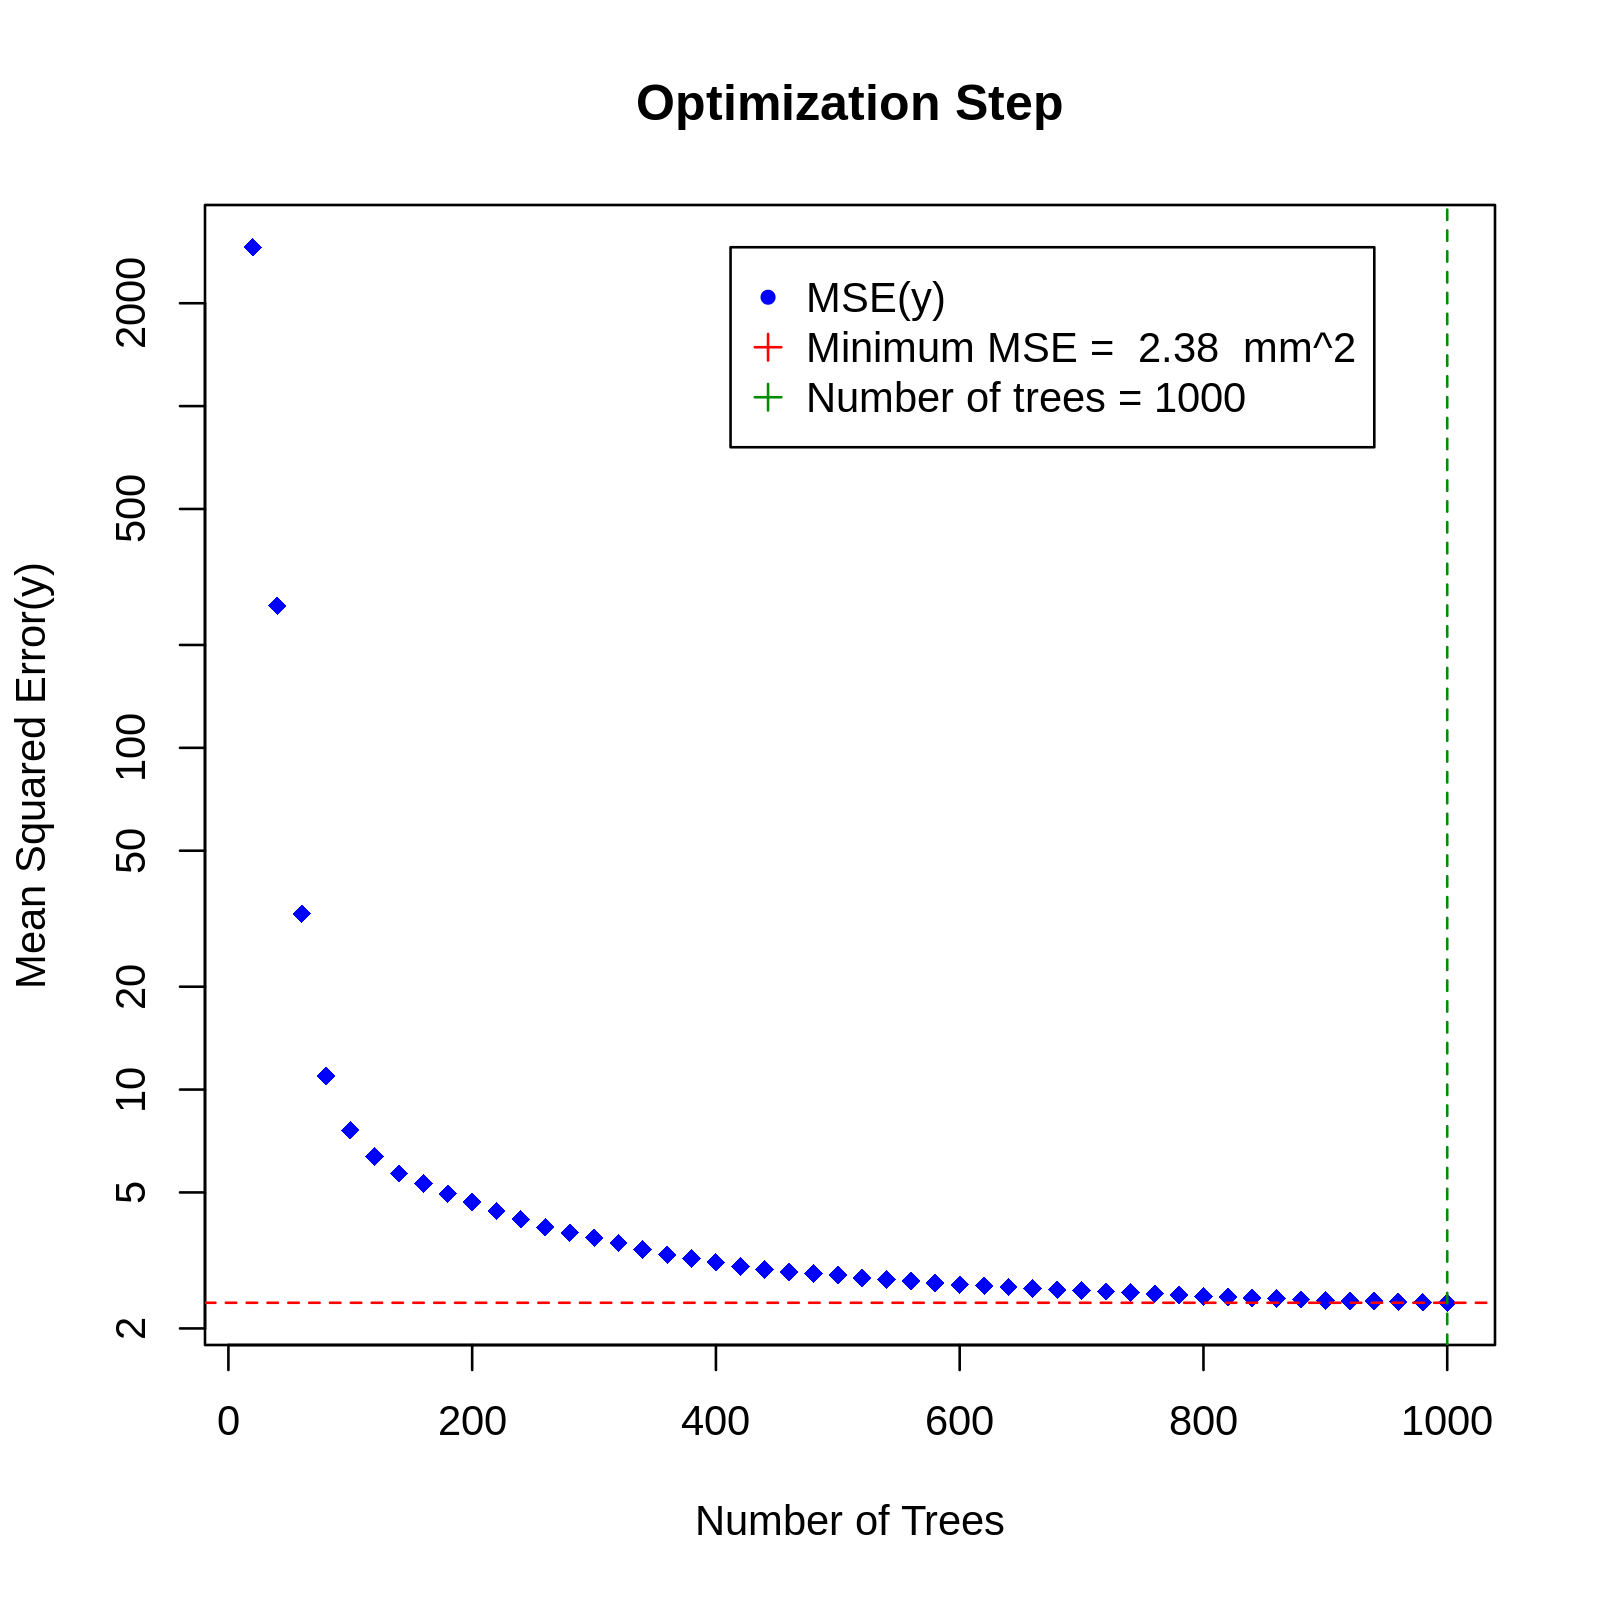 Optimization Step
MSE(y)
Minimum MSE =  2.38  mm^2
Number of trees = 1000
Mean Squared Error(y)
2000
500
100
50
20
10
5
2
0 200 400 600 800 1000
Number of Trees